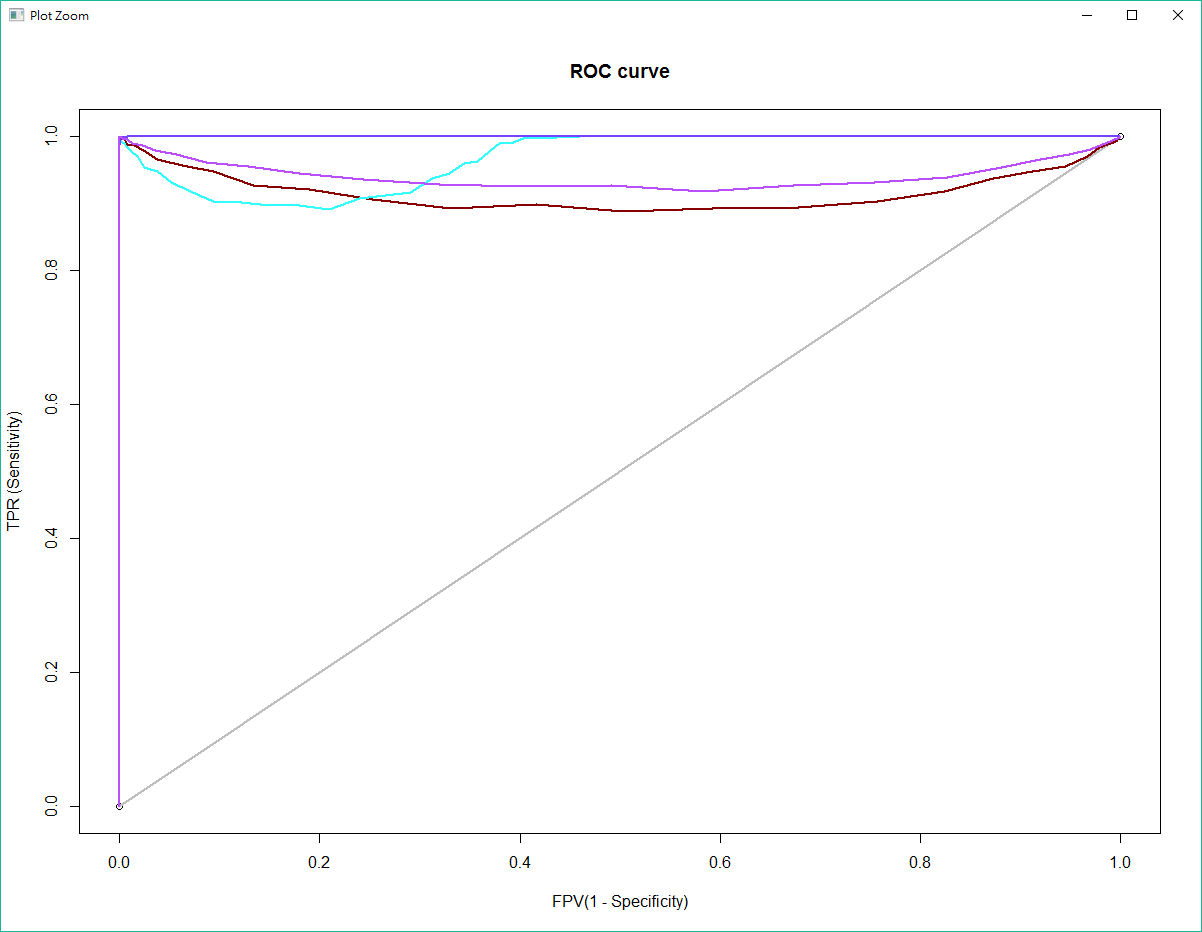 Plot Zoom
ROC curve
TPR (Sensitivity)
1.0
0.8
0.6
0.4
0.2
0.0
0.0 0.2 0.4 0.6 0.8 1.0
FPV(1 - Specificity)